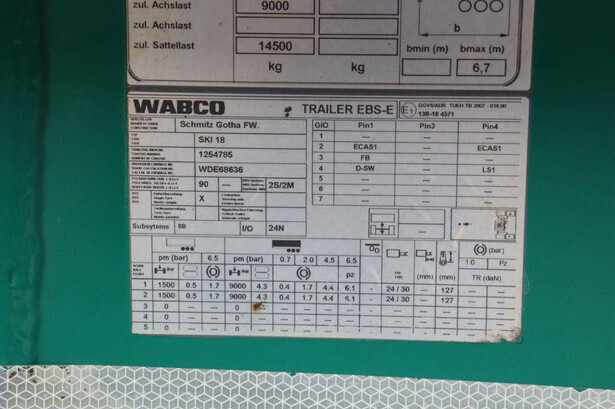 zul. Achslast 9000
zul. Achslast
zul. Sattellast 14500
kg kg
b
bmin (m) bmax (m)
6,7
WABCO TRAILER EBS-E E1 GGVS/ADR TUEH TB 2007 - 019.00
Schmitz Gotha FW.
SKI 18
1254785
WDE68636
90 — 2S/2M
X
Subsytems SB I/O 24N
GIO Pin1 Pin3 Pin4
1 — — —
2 ECAS1 — ECAS1
3 FB — —
4 D-SW — LS1
5 — — —
6 — — —
7 — — —
pm (bar) 6.5 pm (bar) 0.7 2.0 4.5 6.5
pz
(mm) (mm)
(bar)
1.0 Pz
TR (daN)
1 1500 0.5 1.7 9000 4.3 0.4 1.7 4.4 6.1 - 24 / 30 — 127 — —
2 1500 0.5 1.7 9000 4.3 0.4 1.7 4.4 6.1 - 24 / 30 — 127 — —
3 0 — — 0 — — — — — — — — — —
4 0 — — 0 — — — — — — — — — —
5 0 — — 0 — — — — — — — — — —